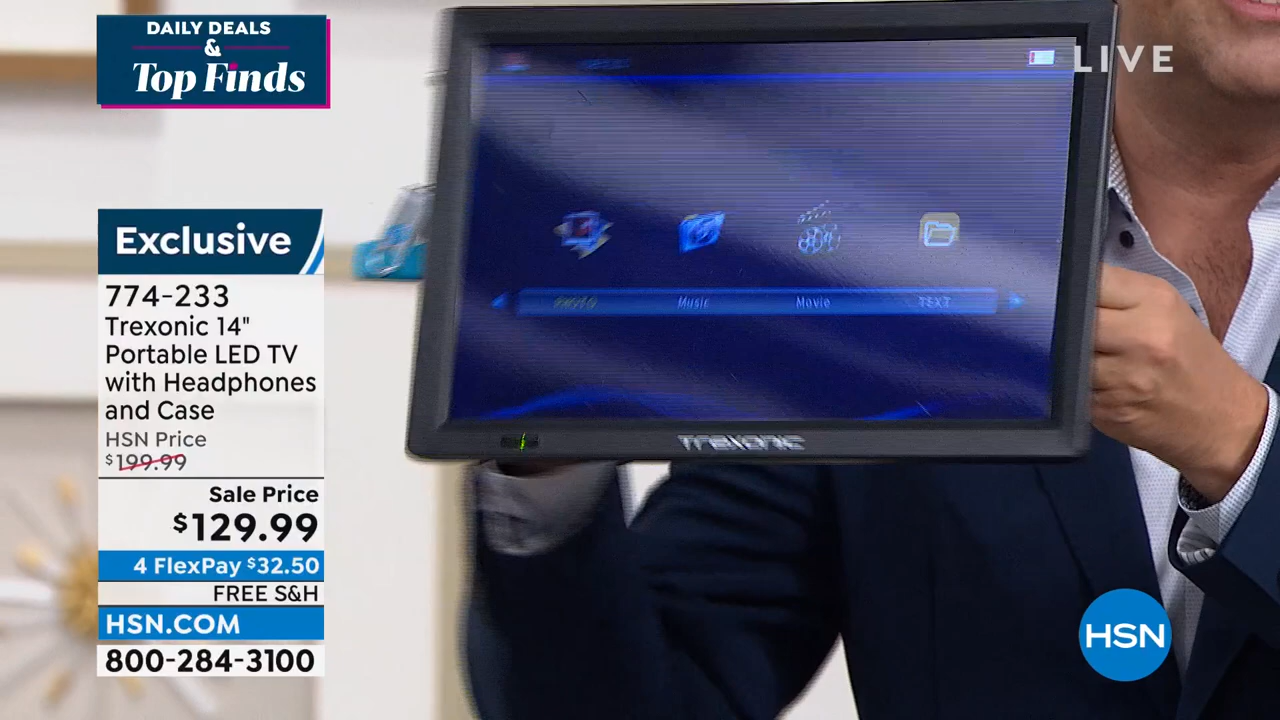 DAILY DEALS
&
Top Finds
LIVE
Exclusive
774-233
Trexonic 14"
Portable LED TV
with Headphones
and Case
HSN Price
$199.99
Sale Price
$129.99
4 FlexPay $32.50
FREE S&H
HSN.COM
800-284-3100
PHOTO Music Movie TEXT
Trexonic
HSN